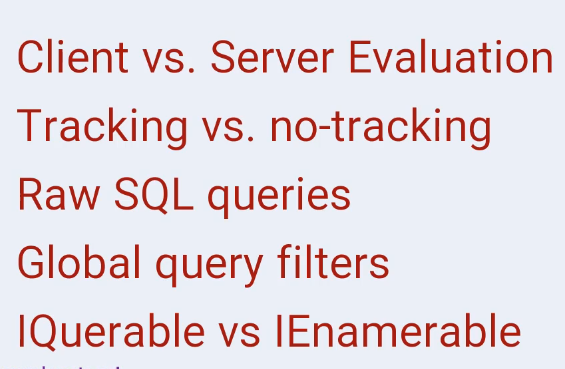 Client vs. Server Evaluation
Tracking vs. no-tracking
Raw SQL queries
Global query filters
IQuerable vs IEnamerable